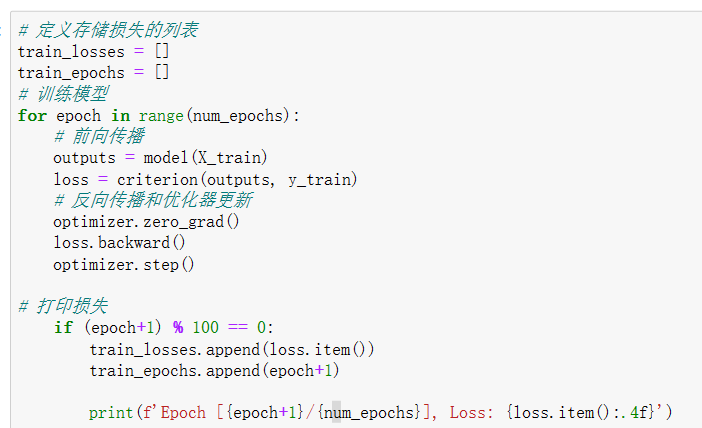 # 定义存储损失的列表
train_losses = []
train_epochs = []
# 训练模型
for epoch in range(num_epochs):
    # 前向传播
    outputs = model(X_train)
    loss = criterion(outputs, y_train)
    # 反向传播和优化器更新
    optimizer.zero_grad()
    loss.backward()
    optimizer.step()

# 打印损失
    if (epoch+1) % 100 == 0:
        train_losses.append(loss.item())
        train_epochs.append(epoch+1)

        print(f'Epoch [{epoch+1}/{num_epochs}], Loss: {loss.item():.4f}')